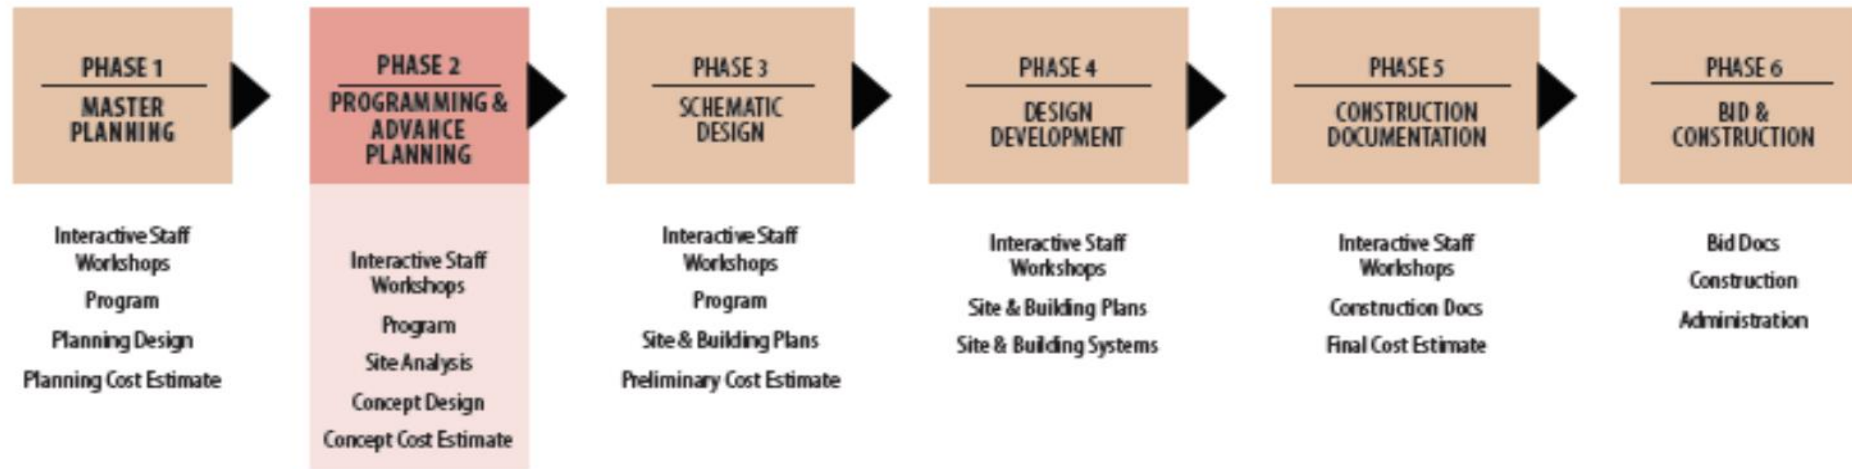 PHASE 1
MASTER
PLANNING
Interactive Staff
Workshops
Program
Planning Design
Planning Cost Estimate
PHASE 2
PROGRAMMING &
ADVANCE
PLANNING
Interactive Staff
Workshops
Program
Site Analysis
Concept Design
Concept Cost Estimate
PHASE 3
SCHEMATIC
DESIGN
Interactive Staff
Workshops
Program
Site & Building Plans
Preliminary Cost Estimate
PHASE 4
DESIGN
DEVELOPMENT
Interactive Staff
Workshops
Site & Building Plans
Site & Building Systems
PHASE 5
CONSTRUCTION
DOCUMENTATION
Interactive Staff
Workshops
Construction Docs
Final Cost Estimate
PHASE 6
BID &
CONSTRUCTION
Bid Docs
Construction
Administration